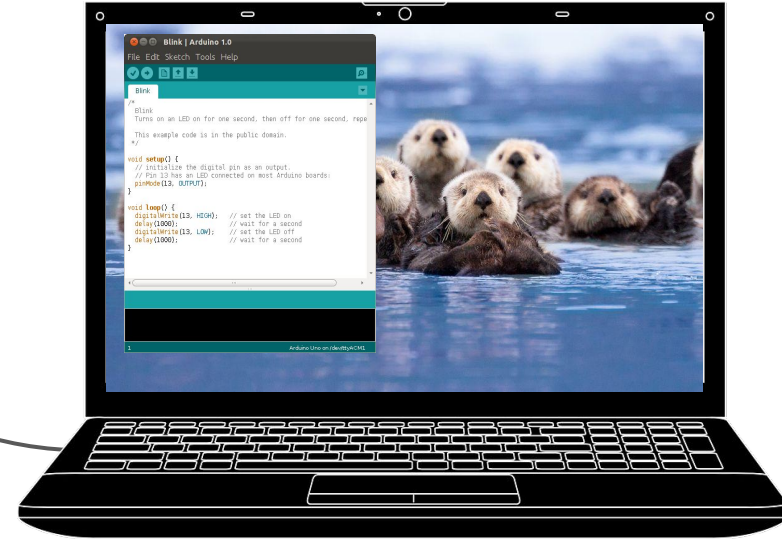 Blink | Arduino 1.0
File Edit Sketch Tools Help
Blink
/*
  Blink
  Turns on an LED on for one second, then off for one second, repe

  This example code is in the public domain.
 */

void setup() {
  // initialize the digital pin as an output.
  // Pin 13 has an LED connected on most Arduino boards:
  pinMode(13, OUTPUT);
}

void loop() {
  digitalWrite(13, HIGH);   // set the LED on
  delay(1000);              // wait for a second
  digitalWrite(13, LOW);    // set the LED off
  delay(1000);              // wait for a second
}
1
Arduino Uno on /dev/ttyACM1